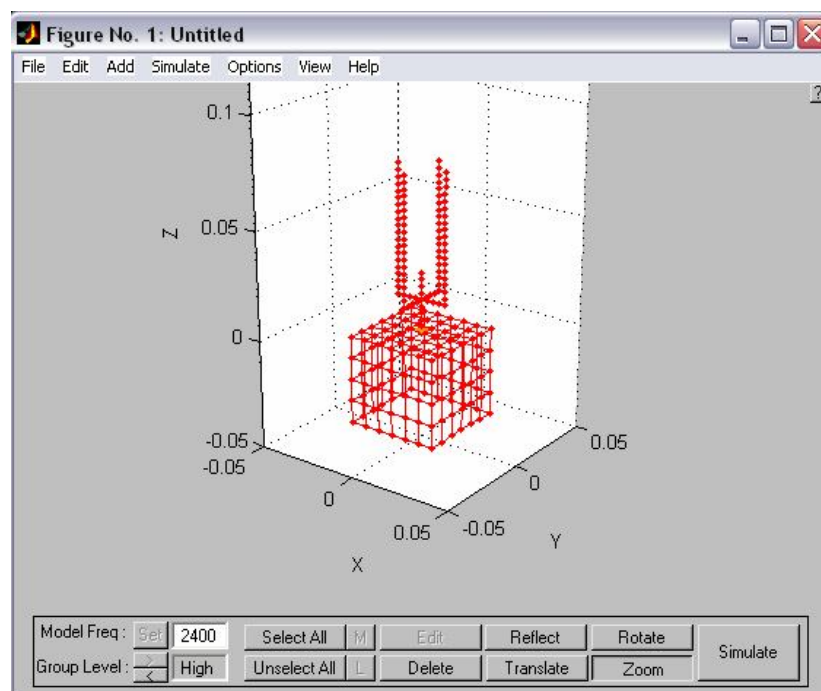 Figure No. 1: Untitled
File Edit Add Simulate Options View Help
?
0.1
0.05
Z
0
-0.05
-0.05
0
0.05
X
-0.05
0
0.05
Y
Model Freq : Set 2400 Select All M Edit Reflect Rotate Simulate
Group Level : > < High Unselect All L Delete Translate Zoom